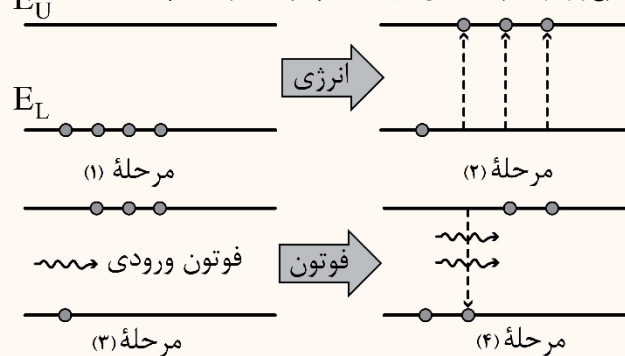 E_U
انرژی
E_L
مرحلهٔ (۱)
مرحلهٔ (۲)
فوتون ورودی
فوتون
مرحلهٔ (۳)
مرحلهٔ (۴)